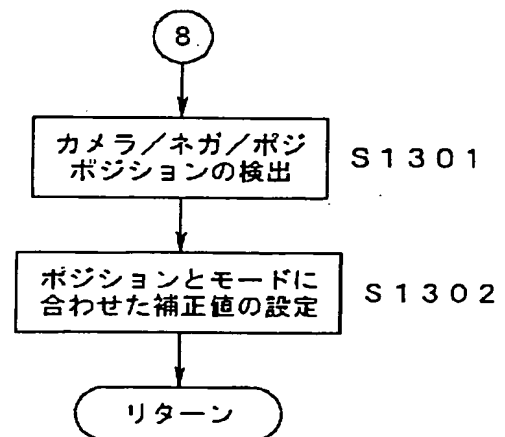 8
カメラ／ネガ／ポジ
ポジションの検出
S1301
ポジションとモードに
合わせた補正値の設定
S1302
リターン